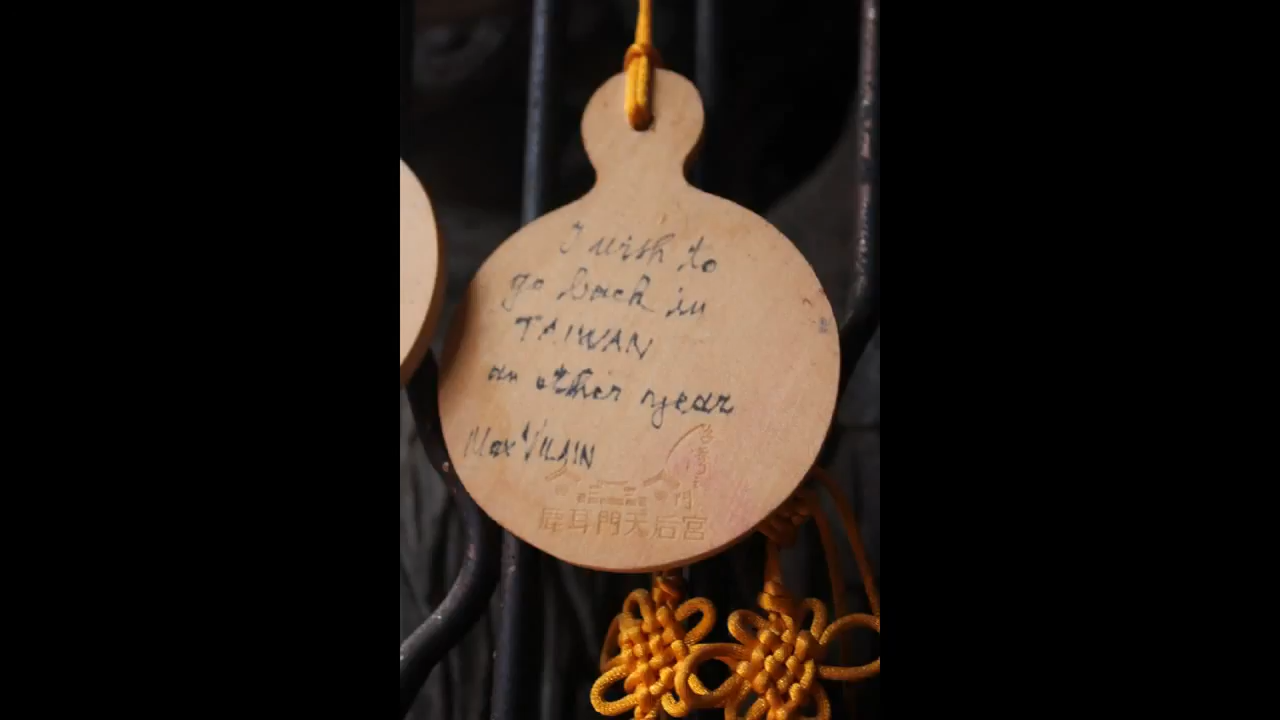 I wish to
go back in
TAIWAN
an other year
Max VILAIN
鹿耳門天后宮